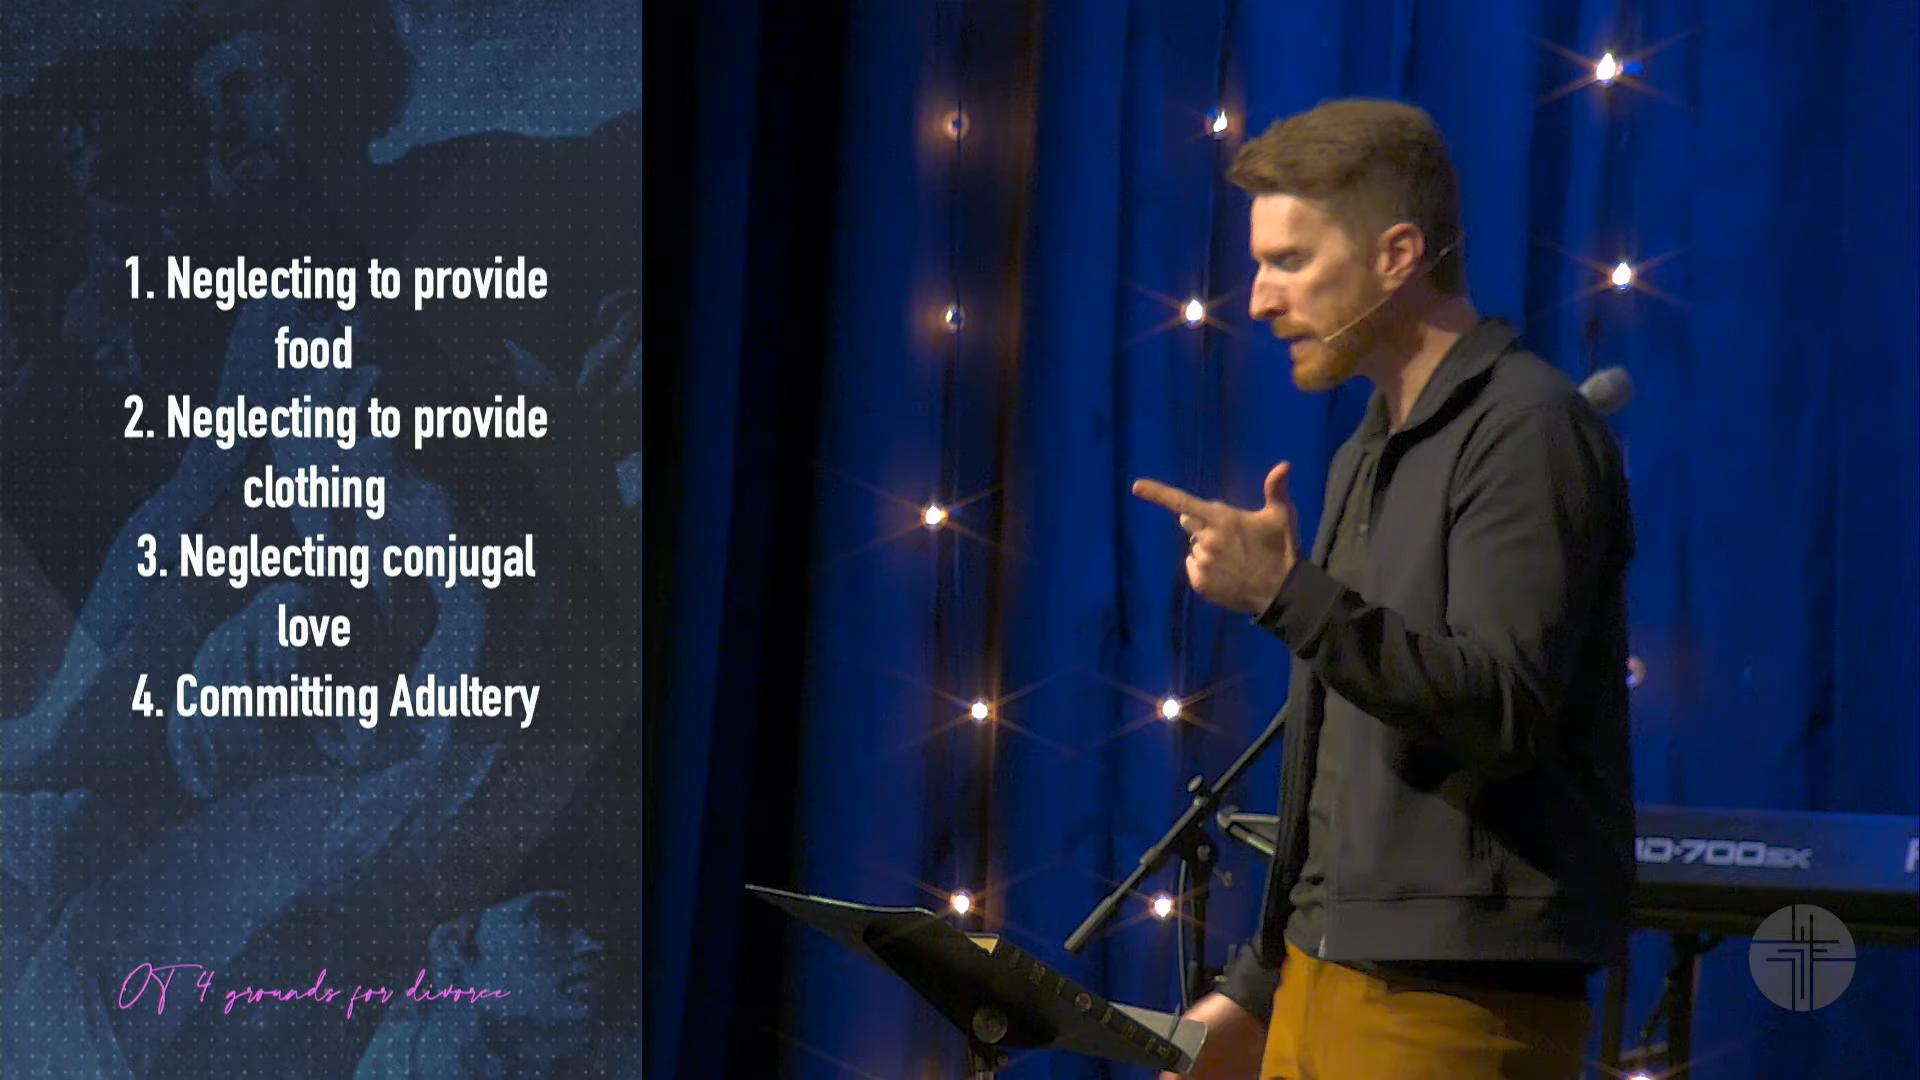 1. Neglecting to provide
food
2. Neglecting to provide
clothing
3. Neglecting conjugal
love
4. Committing Adultery
OT 4 grounds for divorce
-700SX